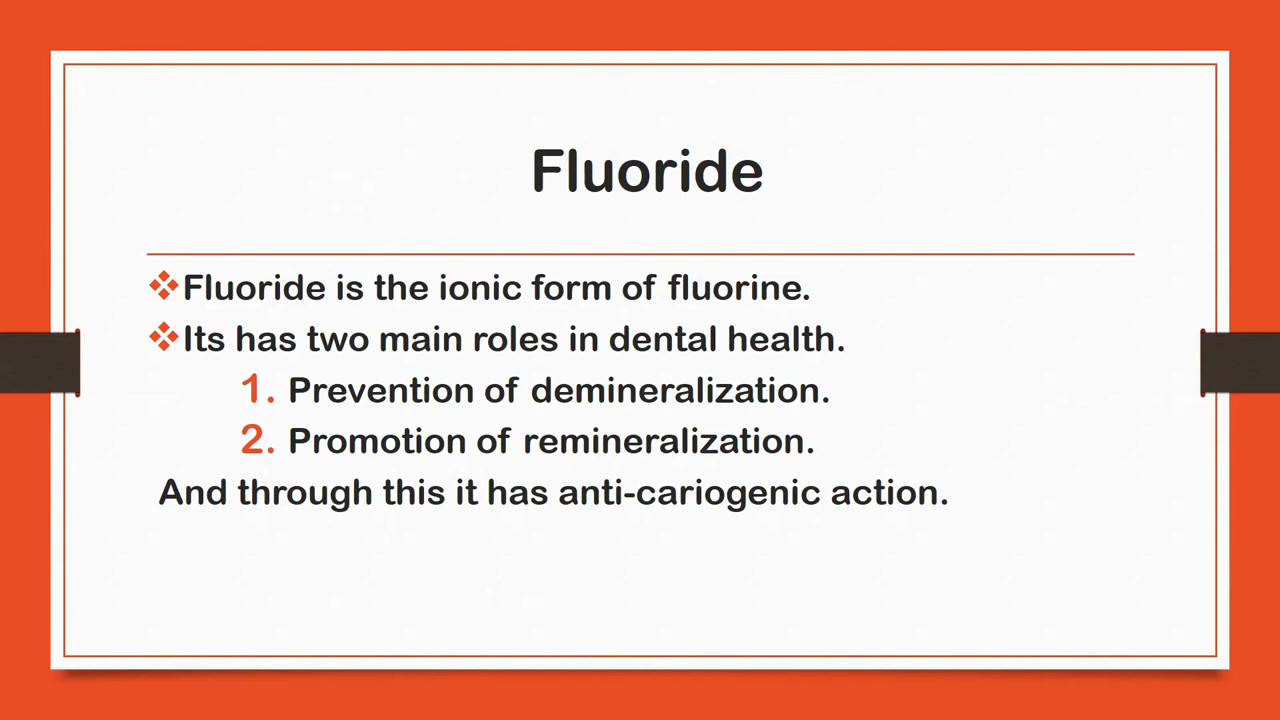 Fluoride
❖Fluoride is the ionic form of fluorine.
❖Its has two main roles in dental health.
1. Prevention of demineralization.
2. Promotion of remineralization.
And through this it has anti-cariogenic action.